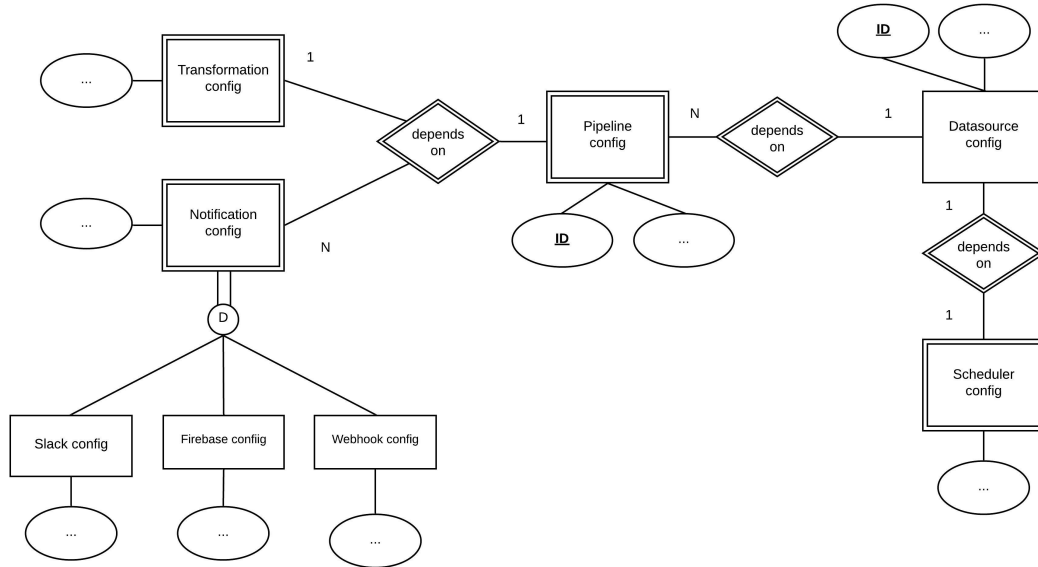 ID
...
Transformation
config
1
...
depends
on
1
Pipeline
config
N
depends
on
1
Datasource
config
...
Notification
config
N
ID
...
1
depends
on
1
D
Scheduler
config
Slack config
Firebase confiig
Webhook config
...
...
...
...